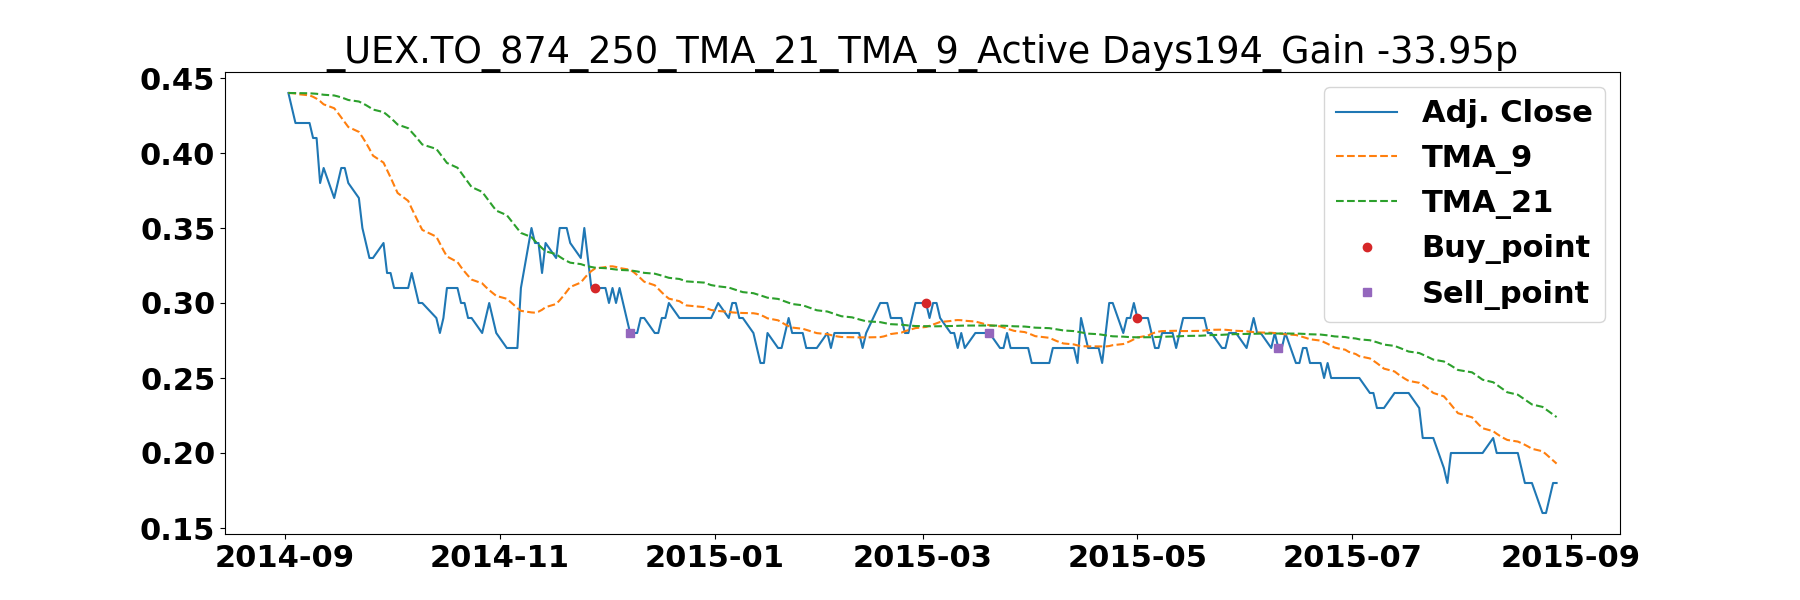 _UEX.TO_874_250_TMA_21_TMA_9_Active Days194_Gain -33.95p
0.45
0.40
0.35
0.30
0.25
0.20
0.15
2014-09 2014-11 2015-01 2015-03 2015-05 2015-07 2015-09
Adj. Close
TMA_9
TMA_21
Buy_point
Sell_point